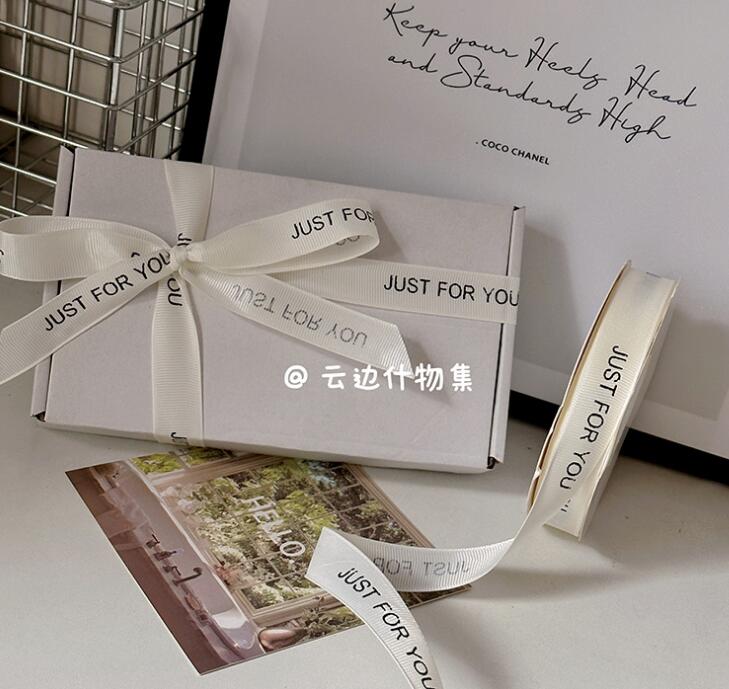 Keep your Heels Head
and Standards High
. COCO CHANEL
JUST FOR
JUST FOR YOU
JUST FOR YOU
JUST FOR YOU
YOU
@ 云边什物集
JUST FOR YOU
HELLO.
JUST FOR
JUST FOR YOU